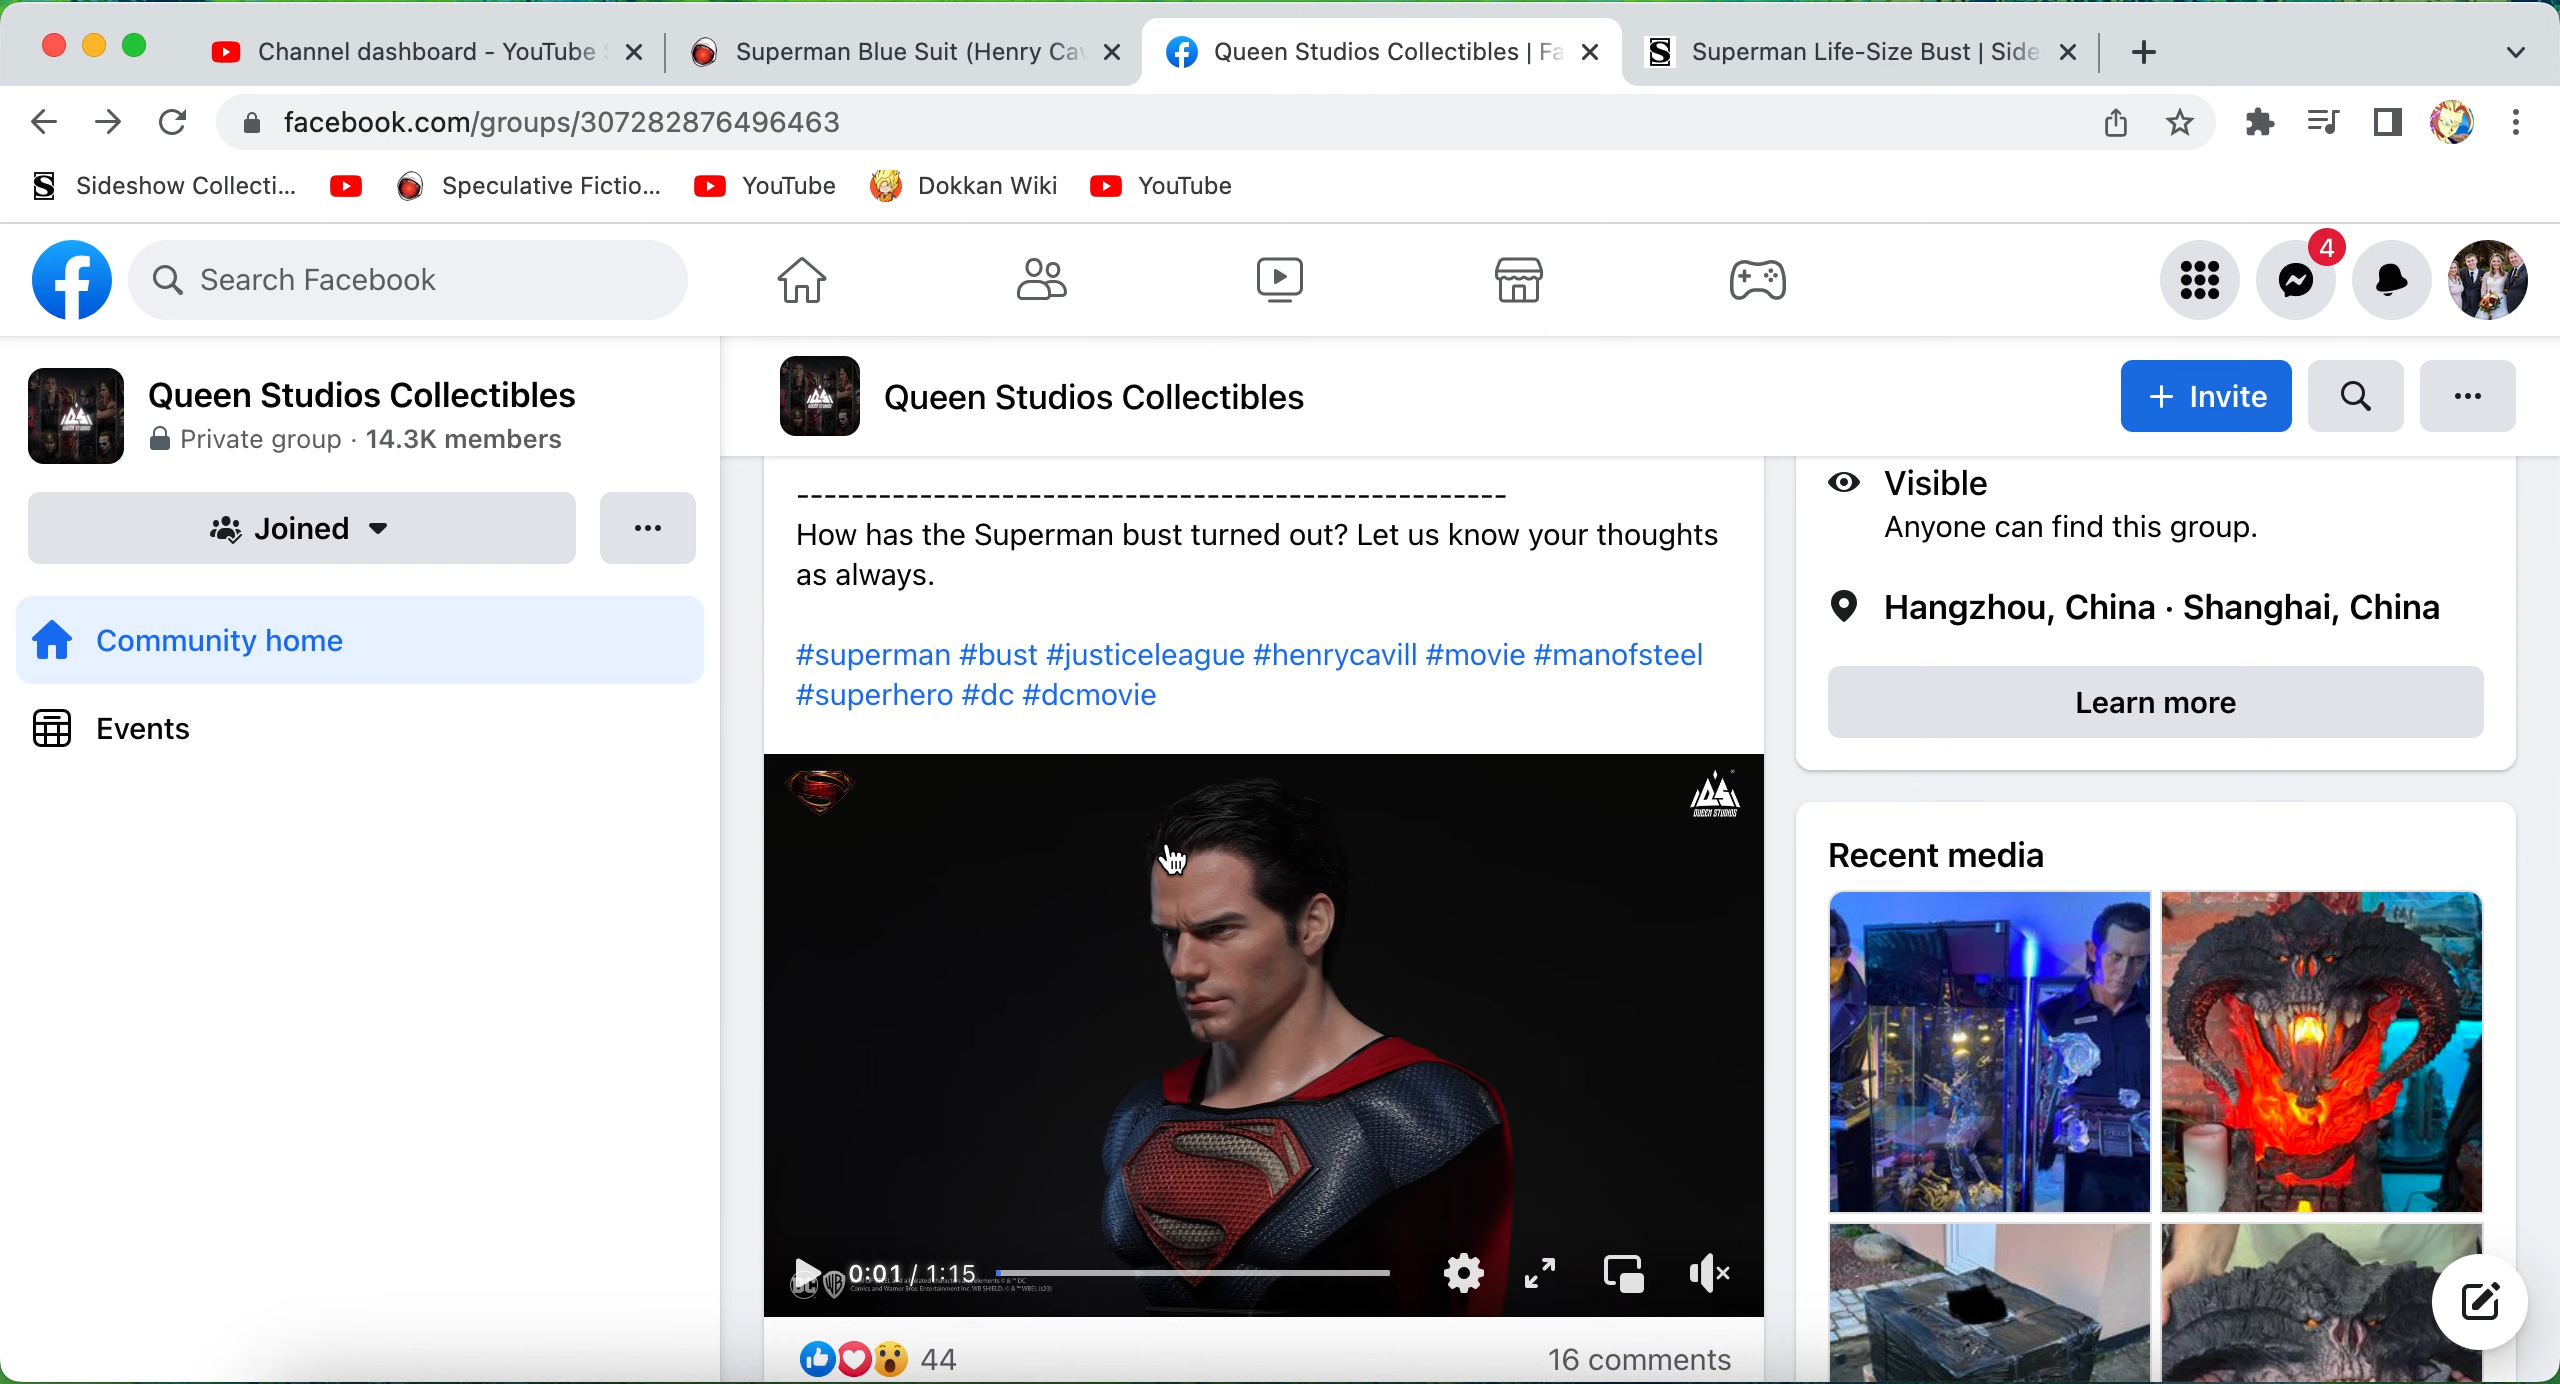 Channel dashboard - YouTube
Superman Blue Suit (Henry Cav
Queen Studios Collectibles | Fa
Superman Life-Size Bust | Side
facebook.com/groups/307282876496463
Sideshow Collecti...
Speculative Fictio...
YouTube
Dokkan Wiki
YouTube
Search Facebook
4
Queen Studios Collectibles
Private group · 14.3K members
Joined
Community home
Events
Queen Studios Collectibles
+ Invite
----------------------------------------------------
How has the Superman bust turned out? Let us know your thoughts
as always.
#superman #bust #justiceleague #henrycavill #movie #manofsteel
#superhero #dc #dcmovie
QUEEN STUDIOS
0:01 / 1:15
44
16 comments
Visible
Anyone can find this group.
Hangzhou, China · Shanghai, China
Learn more
Recent media